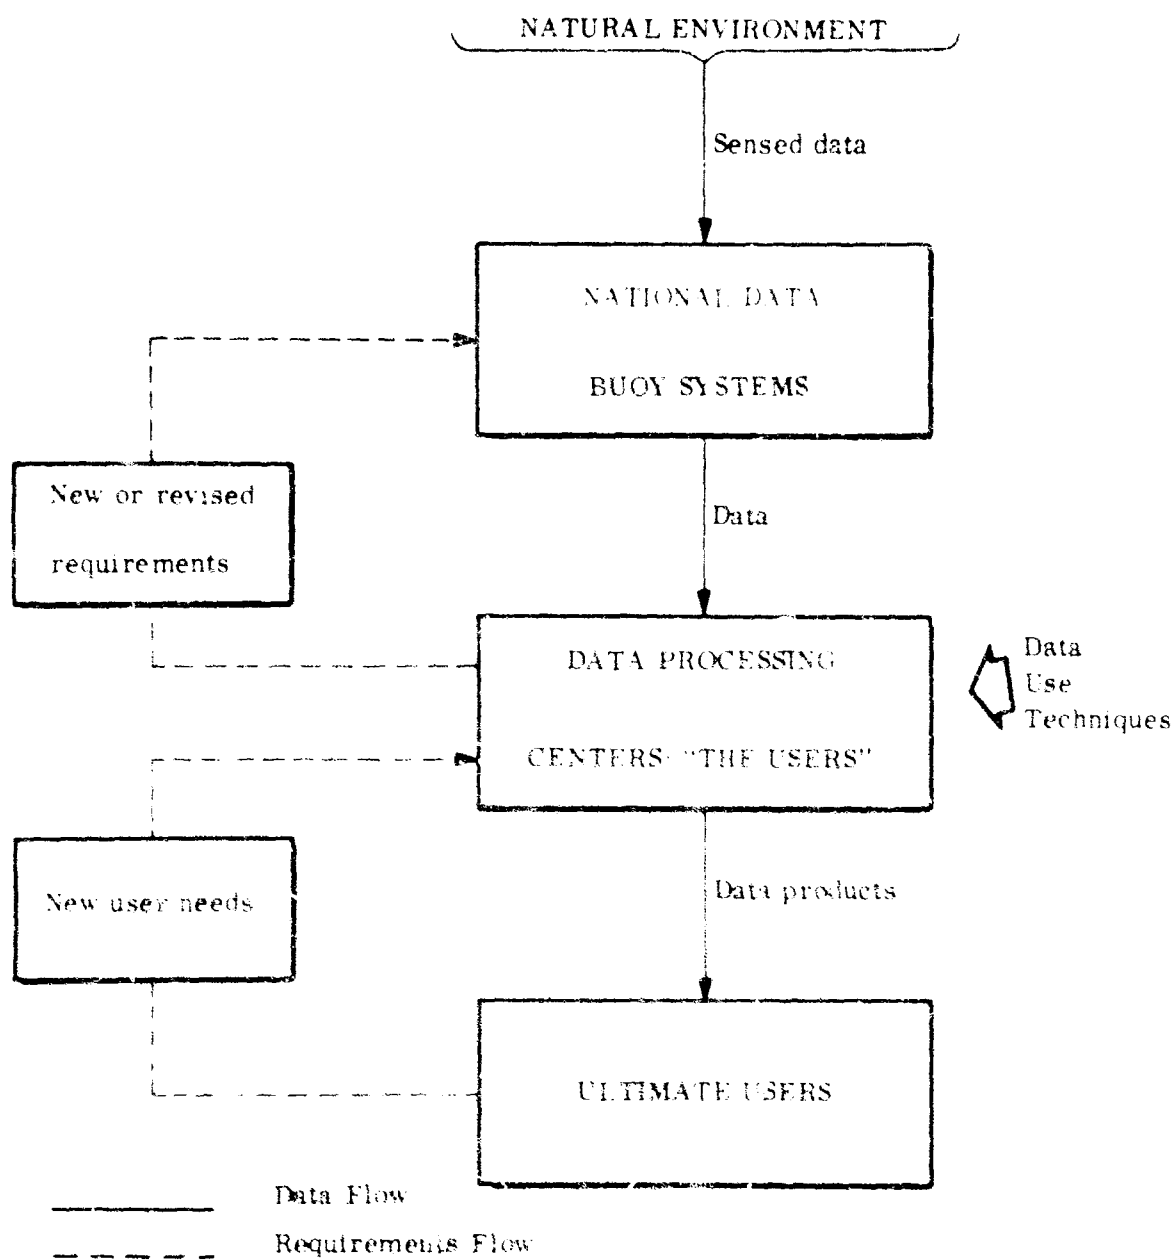 NATURAL ENVIRONMENT
Sensed data
NATIONAL DATA
BUOY SYSTEMS
New or revised
requirements
Data
DATA PROCESSING
CENTERS: "THE USERS"
Data
Use
Techniques
New user needs
Data products
ULTIMATE USERS
Data Flow
Requirements Flow